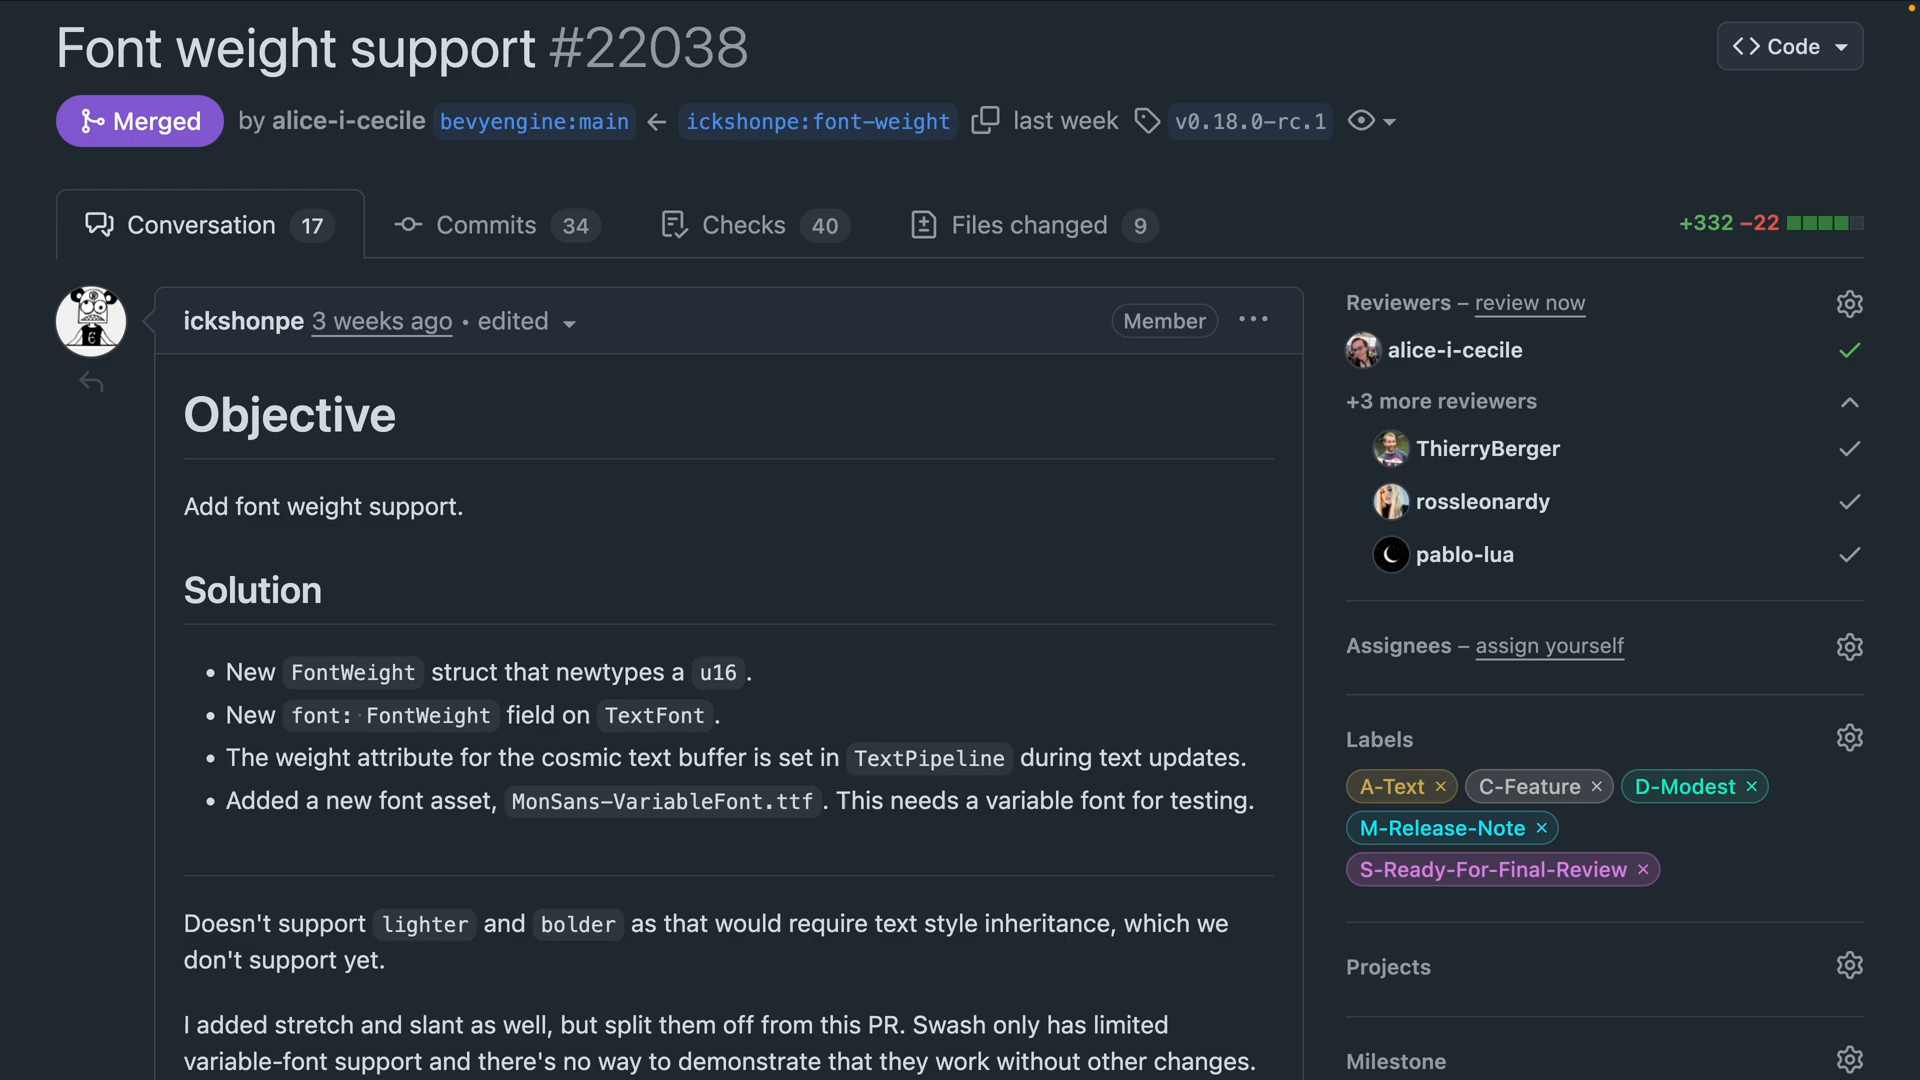 Font weight support #22038
Code
Merged by alice-i-cecile bevyengine:main ← ickshonpe:font-weight last week v0.18.0-rc.1
Conversation 17 Commits 34 Checks 40 Files changed 9 +332 −22
ickshonpe 3 weeks ago • edited Member
Objective
Add font weight support.
Solution
• New FontWeight struct that newtypes a u16.
• New font: FontWeight field on TextFont.
• The weight attribute for the cosmic text buffer is set in TextPipeline during text updates.
• Added a new font asset, MonSans-VariableFont.ttf. This needs a variable font for testing.
Doesn't support lighter and bolder as that would require text style inheritance, which we
don't support yet.
I added stretch and slant as well, but split them off from this PR. Swash only has limited
variable-font support and there's no way to demonstrate that they work without other changes.
Reviewers – review now
alice-i-cecile
+3 more reviewers
ThierryBerger
rossleonardy
pablo-lua
Assignees – assign yourself
Labels
A-Text × C-Feature × D-Modest ×
M-Release-Note ×
S-Ready-For-Final-Review ×
Projects
Milestone